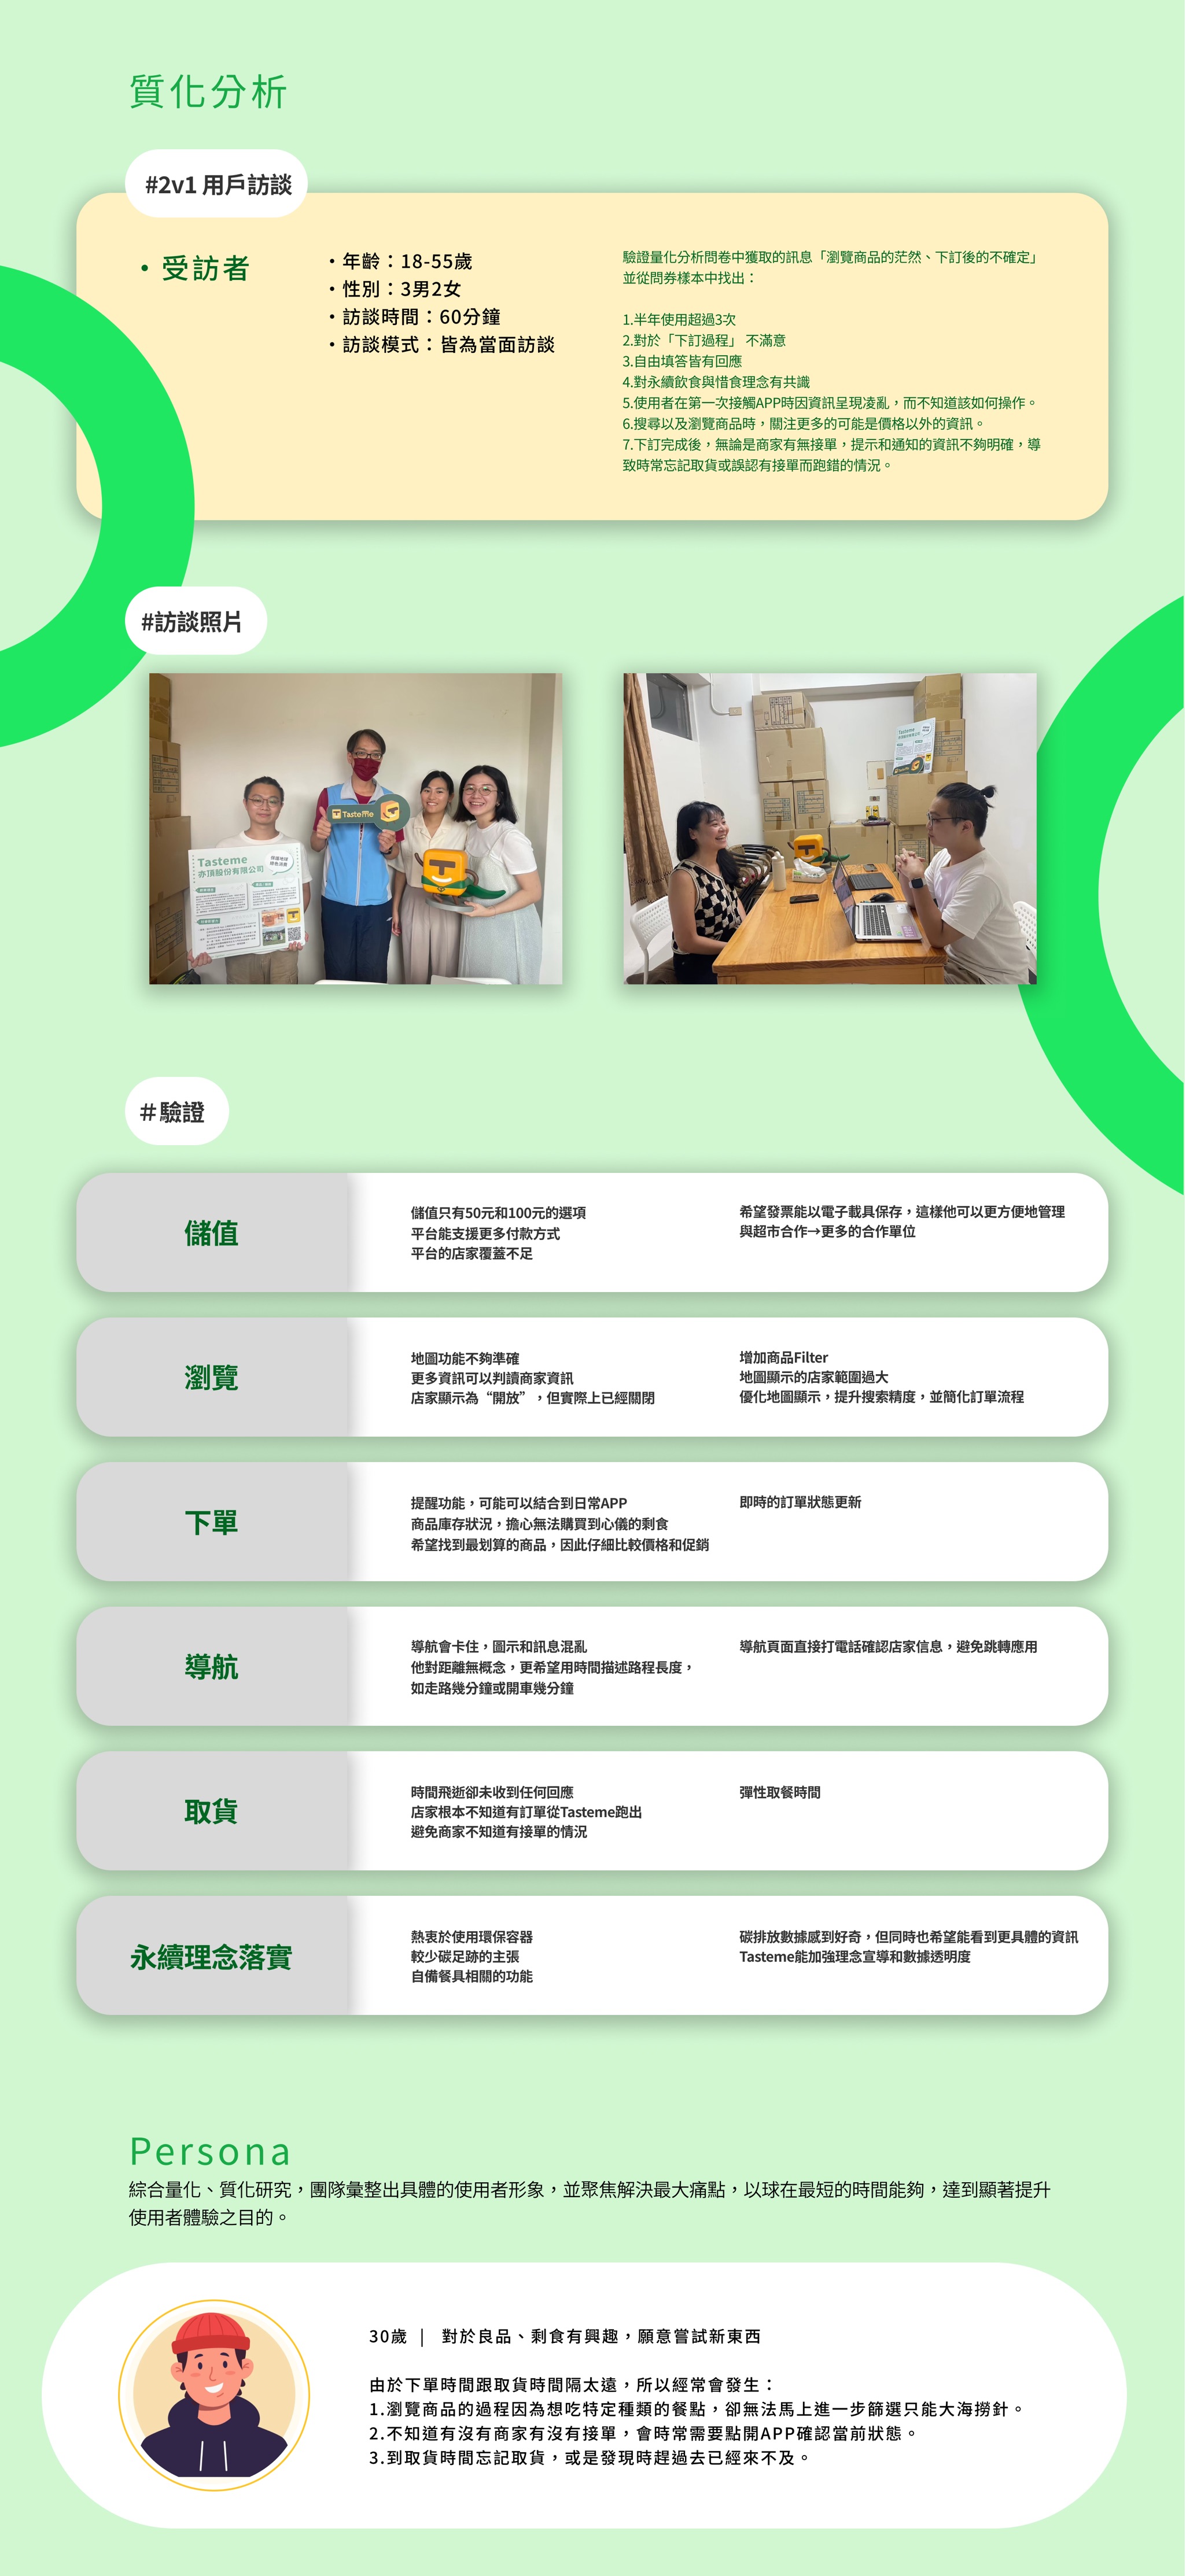 質化分析
#2v1 用戶訪談
・受訪者
・年齡：18-55歲
・性別：3男2女
・訪談時間：60分鐘
・訪談模式：皆為當面訪談
驗證量化分析問卷中獲取的訊息「瀏覽商品的茫然、下訂後的不確定」
並從問券樣本中找出：
1.半年使用超過3次
2.對於「下訂過程」 不滿意
3.自由填答皆有回應
4.對永續飲食與惜食理念有共識
5.使用者在第一次接觸APP時因資訊呈現凌亂，而不知道該如何操作。
6.搜尋以及瀏覽商品時，關注更多的可能是價格以外的資訊。
7.下訂完成後，無論是商家有無接單，提示和通知的資訊不夠明確，導
致時常忘記取貨或誤認有接單而跑錯的情況。
#訪談照片
Tasteme
亦頂股份有限公司
TasteMe
Tasteme
＃驗證
儲值
儲值只有50元和100元的選項
平台能支援更多付款方式
平台的店家覆蓋不足
希望發票能以電子載具保存，這樣他可以更方便地管理
與超市合作→更多的合作單位
瀏覽
地圖功能不夠準確
更多資訊可以判讀商家資訊
店家顯示為“開放”，但實際上已經關閉
增加商品Filter
地圖顯示的店家範圍過大
優化地圖顯示，提升搜索精度，並簡化訂單流程
下單
提醒功能，可能可以結合到日常APP
商品庫存狀況，擔心無法購買到心儀的剩食
希望找到最划算的商品，因此仔細比較價格和促銷
即時的訂單狀態更新
導航
導航會卡住，圖示和訊息混亂
他對距離無概念，更希望用時間描述路程長度，
如走路幾分鐘或開車幾分鐘
導航頁面直接打電話確認店家信息，避免跳轉應用
取貨
時間飛逝卻未收到任何回應
店家根本不知道有訂單從Tasteme跑出
避免商家不知道有接單的情況
彈性取餐時間
永續理念落實
熱衷於使用環保容器
較少碳足跡的主張
自備餐具相關的功能
碳排放數據感到好奇，但同時也希望能看到更具體的資訊
Tasteme能加強理念宣導和數據透明度
Persona
綜合量化、質化研究，團隊彙整出具體的使用者形象，並聚焦解決最大痛點，以球在最短的時間能夠，達到顯著提升
使用者體驗之目的。
30歲 ｜ 對於良品、剩食有興趣，願意嘗試新東西
由於下單時間跟取貨時間隔太遠，所以經常會發生：
1.瀏覽商品的過程因為想吃特定種類的餐點，卻無法馬上進一步篩選只能大海撈針。
2.不知道有沒有商家有沒有接單，會時常需要點開APP確認當前狀態。
3.到取貨時間忘記取貨，或是發現時趕過去已經來不及。